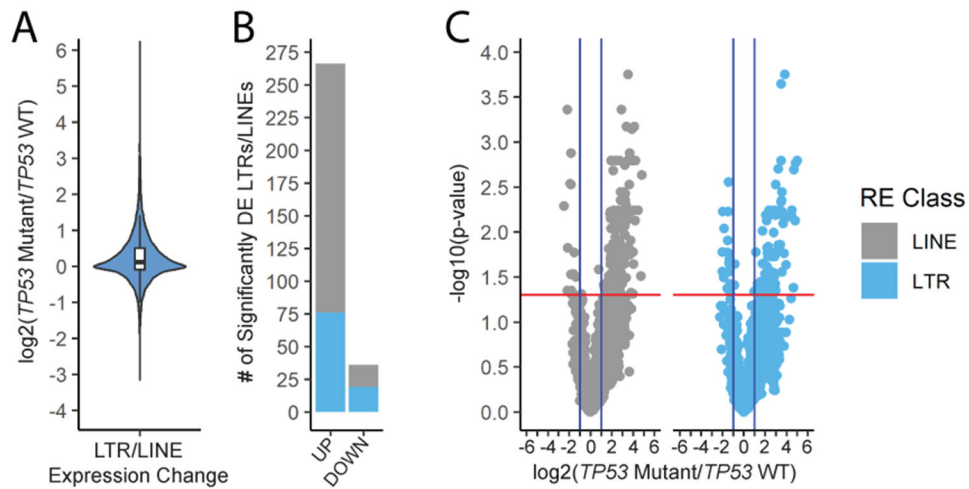 A
log2(TP53 Mutant/TP53 WT)
6
5
4
3
2
1
0
-1
-2
-3
-4
LTR/LINE
Expression Change
B
# of Significantly DE LTRs/LINEs
275
250
225
200
175
150
125
100
75
50
25
0
UP
DOWN
C
-log10(p-value)
4.0
3.5
3.0
2.5
2.0
1.5
1.0
0.5
0.0
-6 -4 -2 0 2 4 6
-6 -4 -2 0 2 4 6
log2(TP53 Mutant/TP53 WT)
RE Class
LINE
LTR